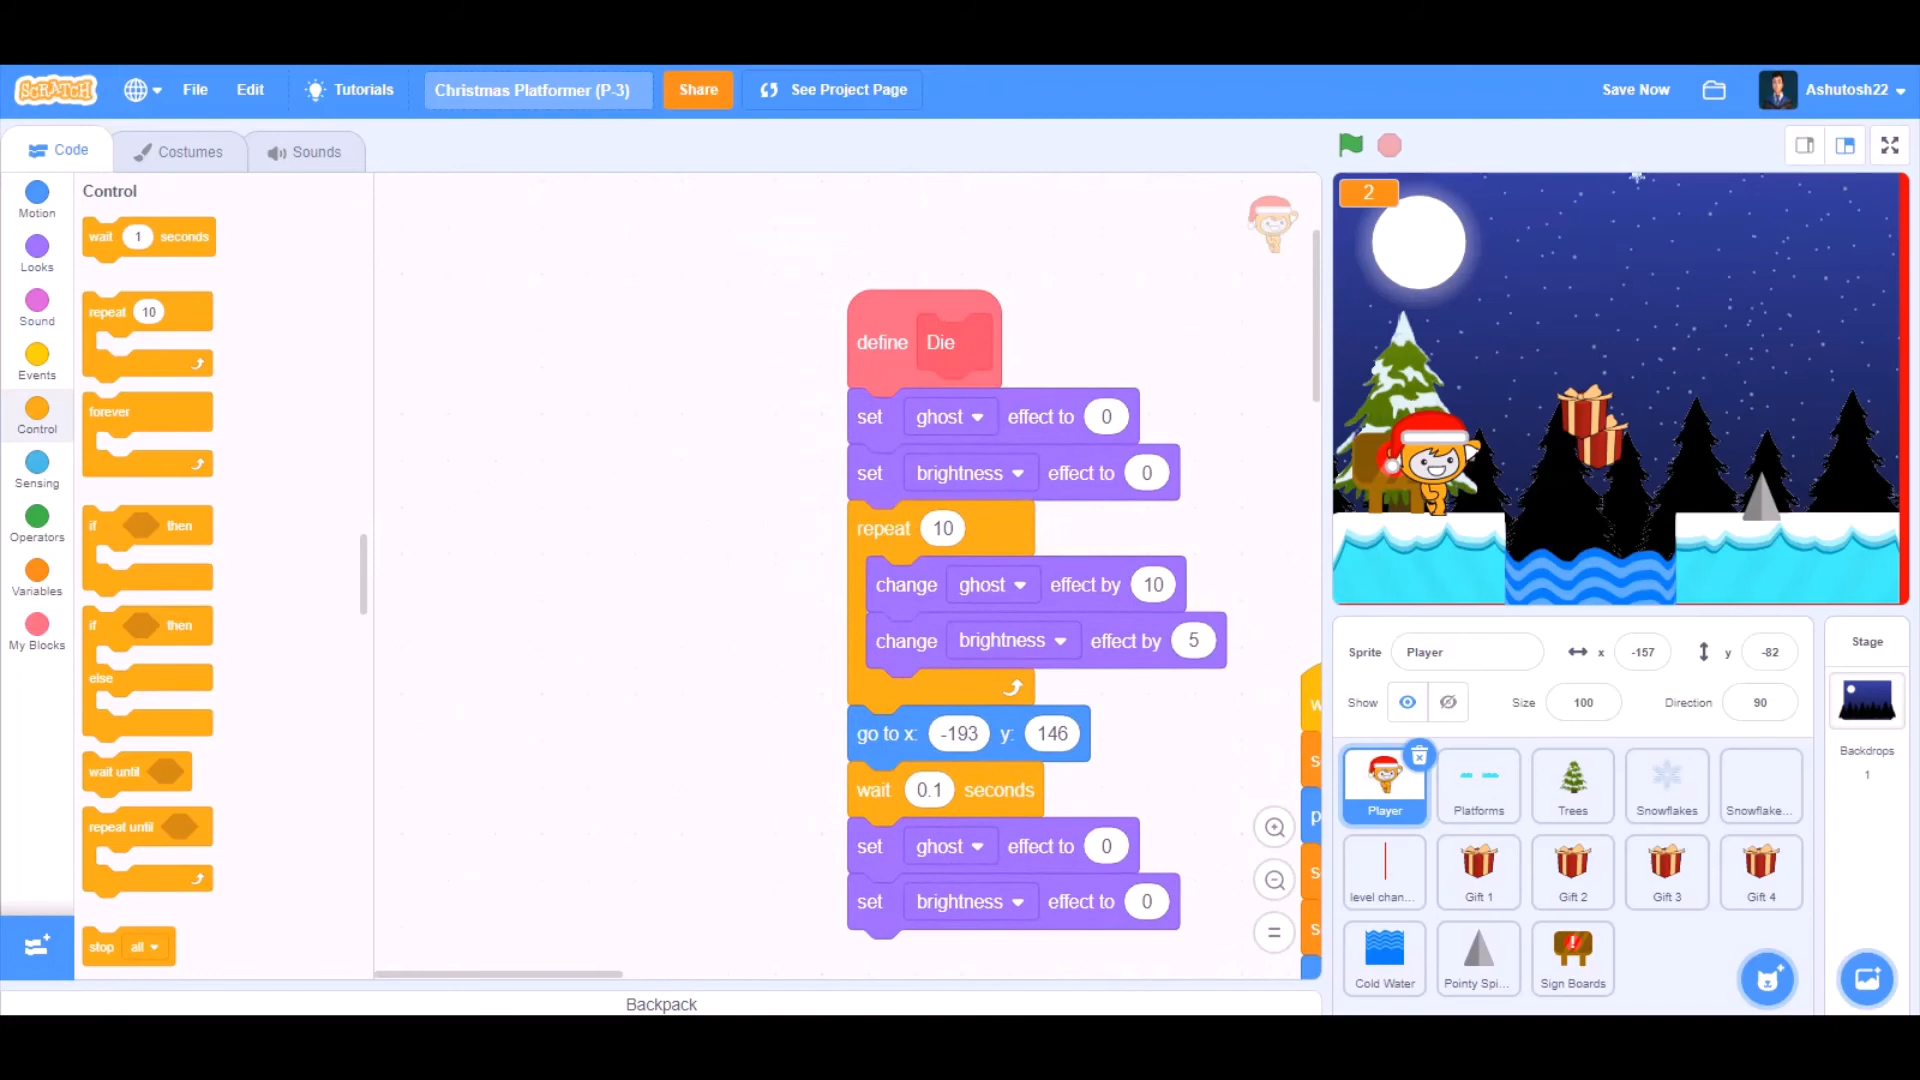 SCRATCH File Edit Tutorials Christmas Platformer (P-3) Share See Project Page Save Now Ashutosh22
Code Costumes Sounds
Motion
Looks
Sound
Events
Control
Sensing
Operators
Variables
My Blocks
Control
wait 1 seconds
repeat 10
forever
if then
if then
else
wait until
repeat until
stop all
define Die
set ghost effect to 0
set brightness effect to 0
repeat 10
change ghost effect by 10
change brightness effect by 5
go to x: -193 y: 146
wait 0.1 seconds
set ghost effect to 0
set brightness effect to 0
w
s
p
s
s
=
Backpack
2
Sprite Player x -157 y -82
Show Size 100 Direction 90
Player Platforms Trees Snowflakes Snowflake...
level chan... Gift 1 Gift 2 Gift 3 Gift 4
Cold Water Pointy Spi... Sign Boards
Stage
Backdrops
1